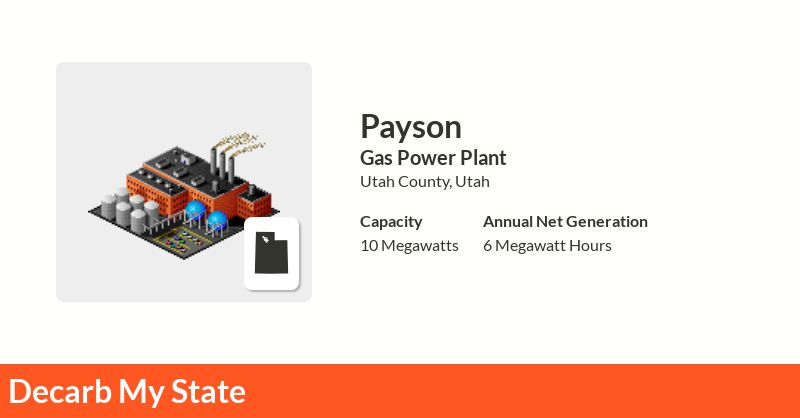 Payson
Gas Power Plant
Utah County, Utah
Capacity
Annual Net Generation
10 Megawatts
6 Megawatt Hours
Decarb My State